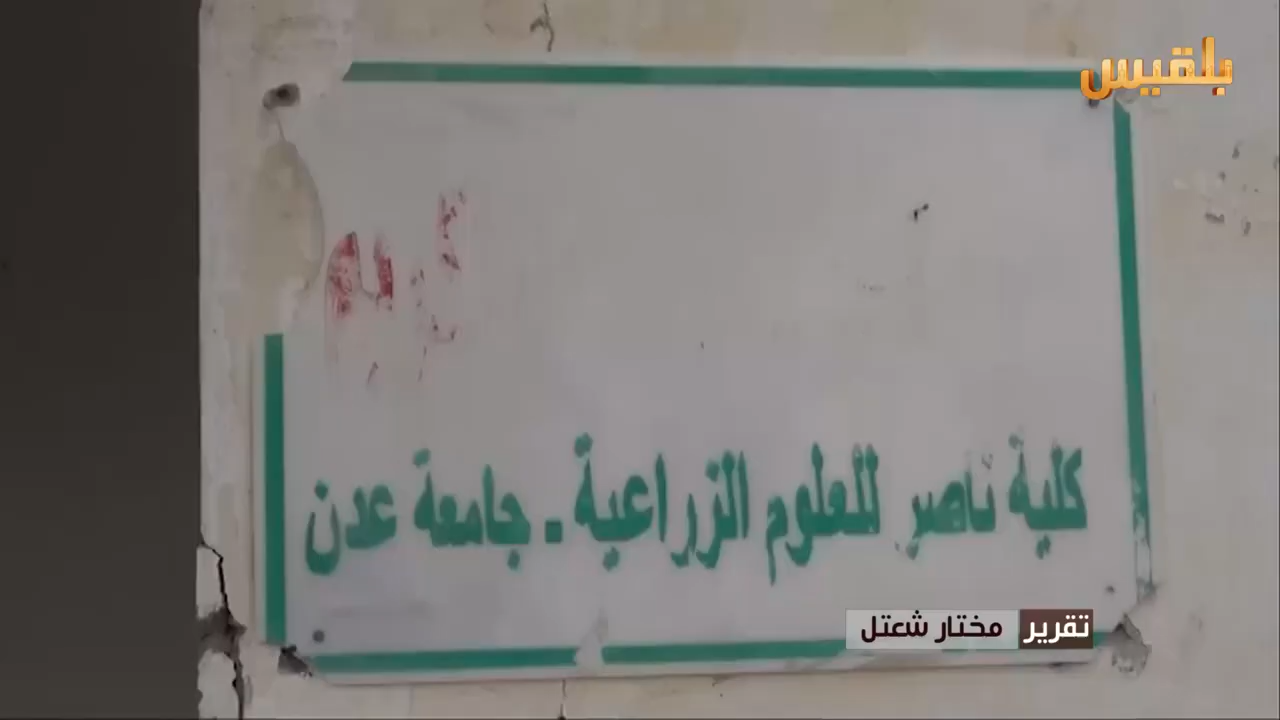 بلقيس
كلية ناصر للعلوم الزراعية - جامعة عدن
تقرير مختار شعتل